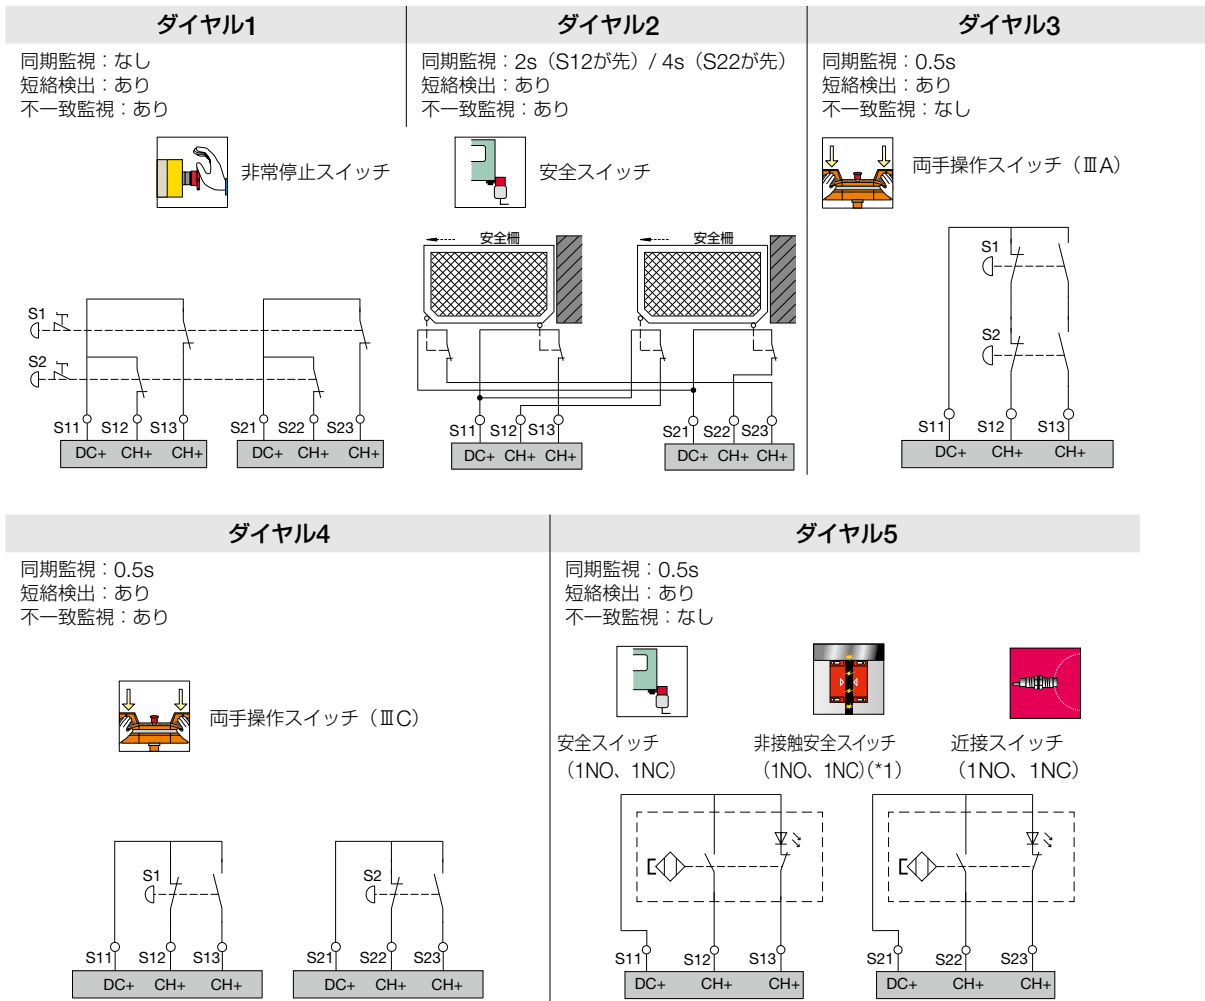 ダイヤル1
同期監視：なし
短絡検出：あり
不一致監視：あり
非常停止スイッチ
S1
S2
S11 S12 S13
DC+ CH+ CH+
S21 S22 S23
DC+ CH+ CH+
ダイヤル2
同期監視：2s（S12が先）/ 4s（S22が先）
短絡検出：あり
不一致監視：あり
安全スイッチ
安全柵
安全柵
S11 S12 S13
DC+ CH+ CH+
S21 S22 S23
DC+ CH+ CH+
ダイヤル3
同期監視：0.5s
短絡検出：あり
不一致監視：なし
両手操作スイッチ（ⅢA）
S1
S2
S11 S12 S13
DC+ CH+ CH+
ダイヤル4
同期監視：0.5s
短絡検出：あり
不一致監視：あり
両手操作スイッチ（ⅢC）
S1
S11 S12 S13
DC+ CH+ CH+
S2
S21 S22 S23
DC+ CH+ CH+
ダイヤル5
同期監視：0.5s
短絡検出：あり
不一致監視：なし
安全スイッチ
（1NO、1NC）
非接触安全スイッチ
（1NO、1NC）(*1)
近接スイッチ
（1NO、1NC）
S11 S12 S13
DC+ CH+ CH+
S21 S22 S23
DC+ CH+ CH+